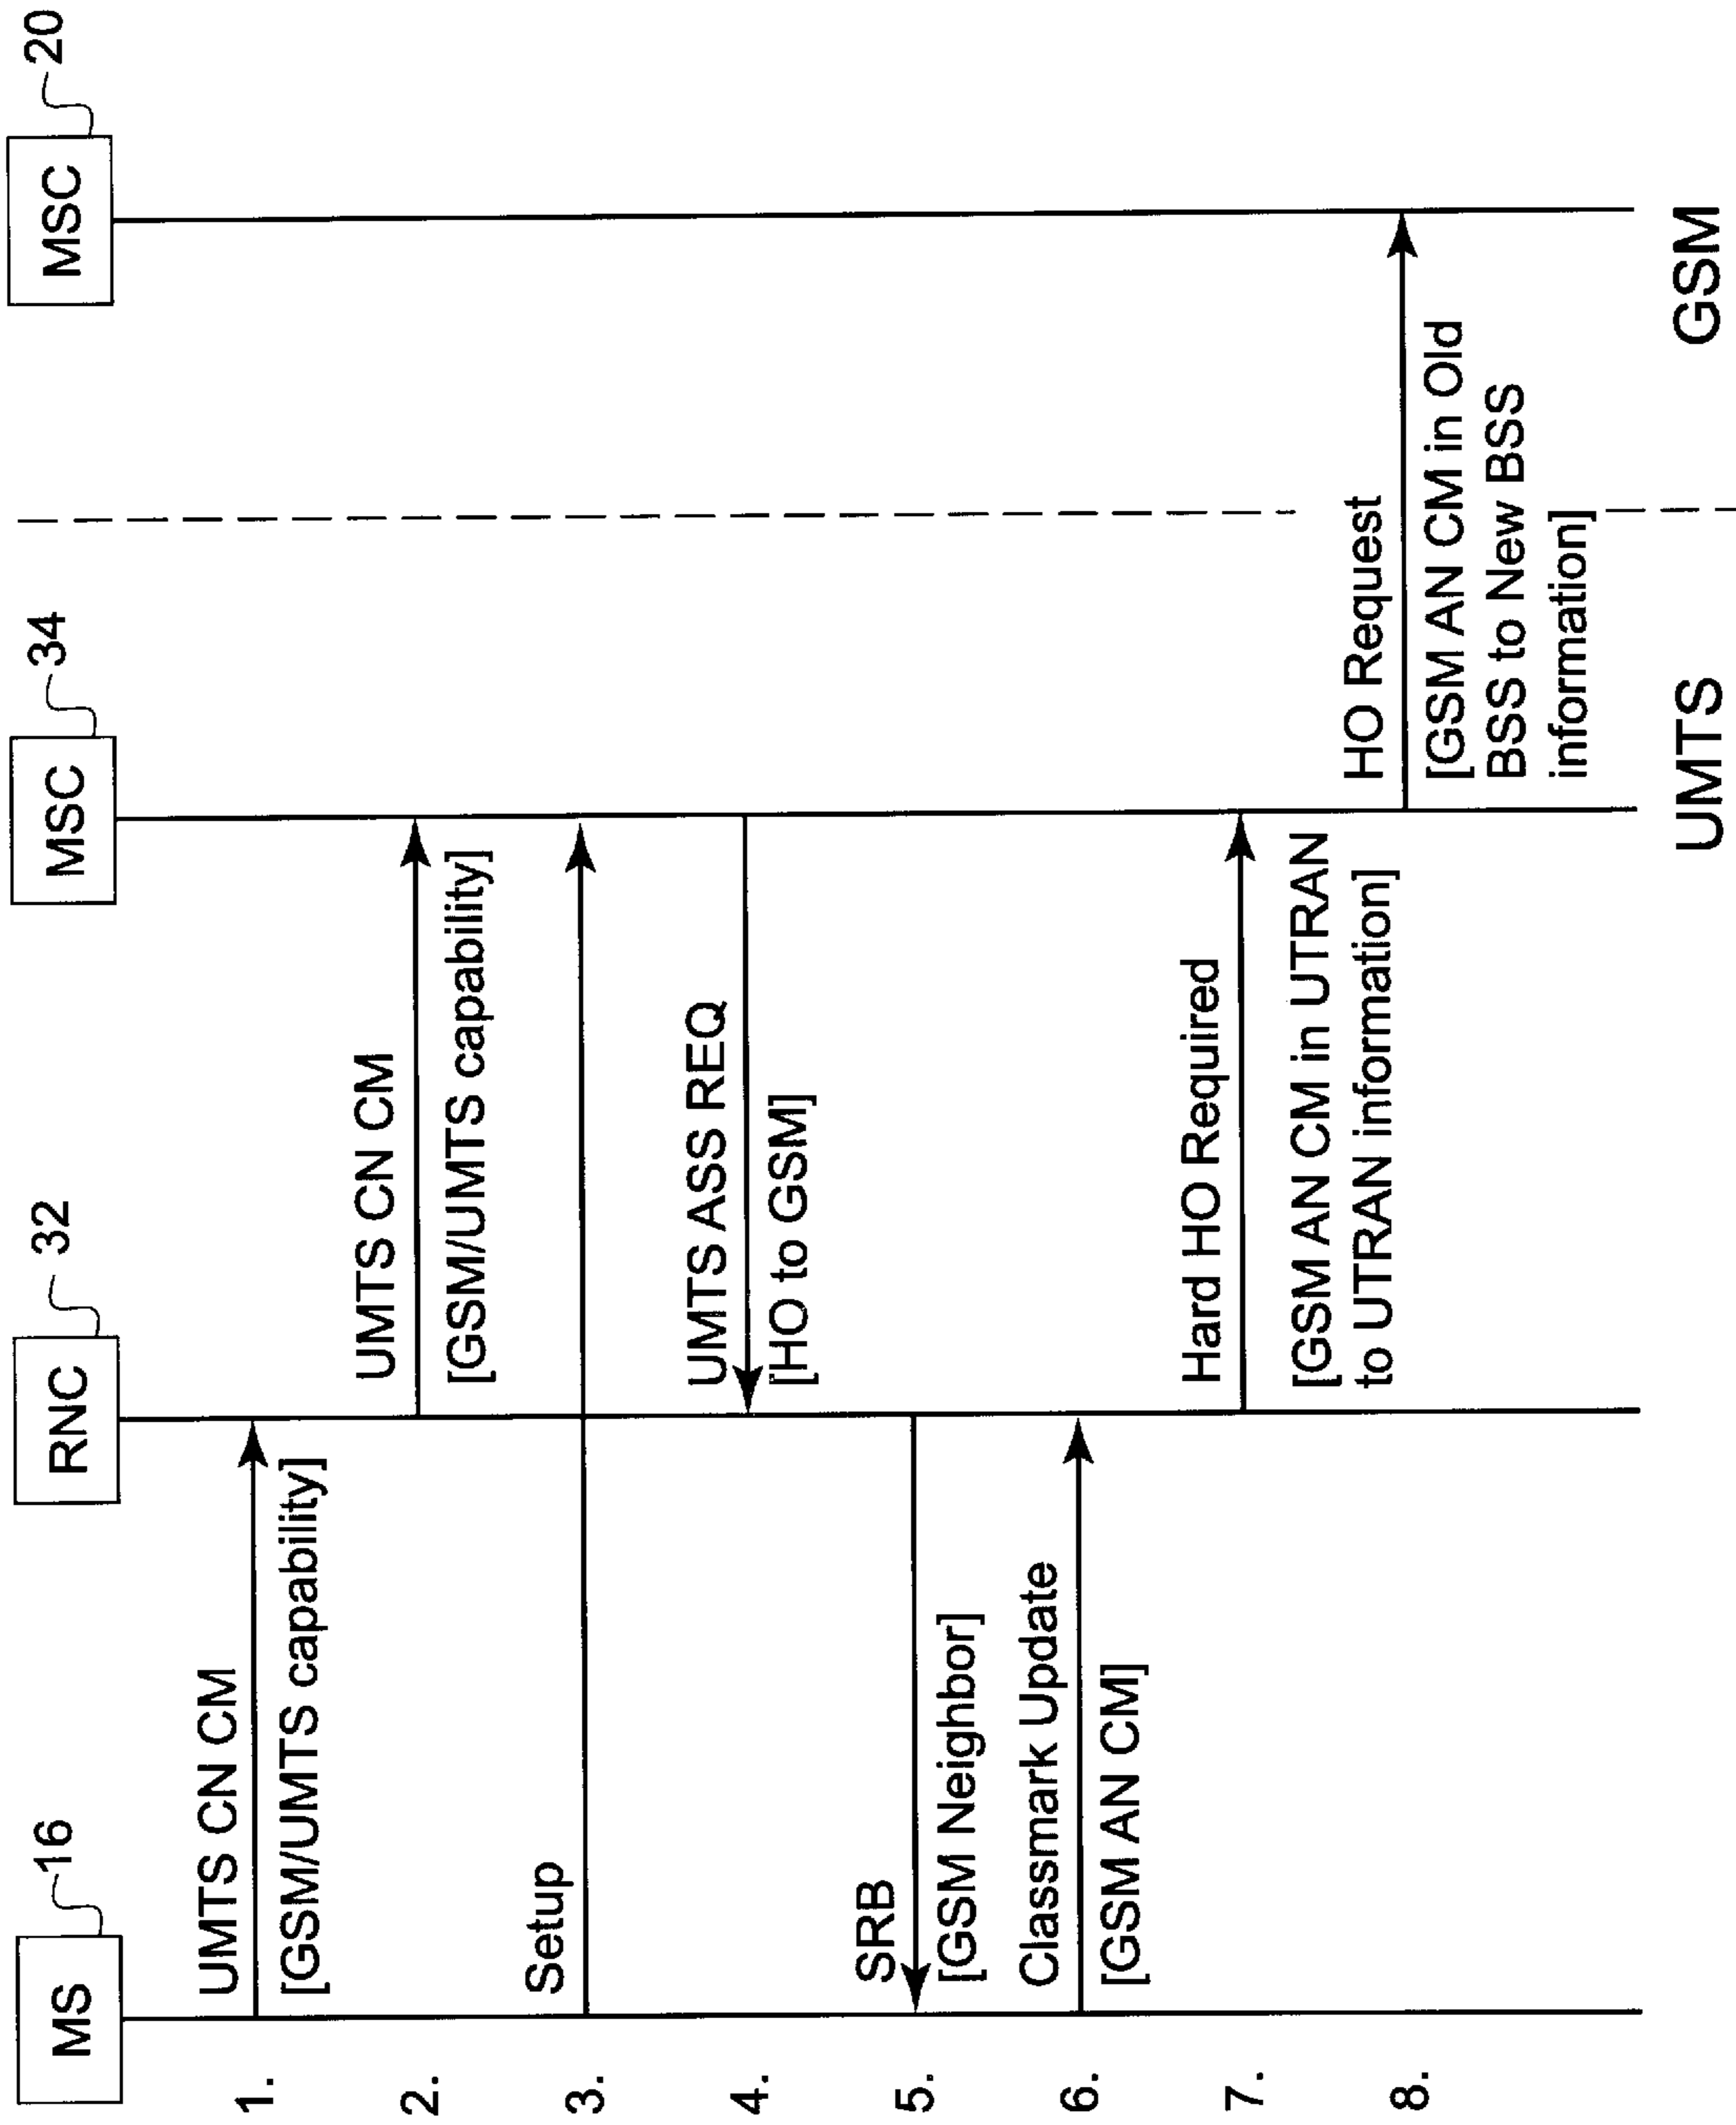 MS
16
RNC
32
MSC
34
MSC
20
1.
UMTS CN CM
[GSM/UMTS capability]
2.
UMTS CN CM
[GSM/UMTS capability]
3.
Setup
4.
UMTS ASS REQ
[HO to GSM]
5.
SRB
[GSM Neighbor]
6.
Classmark Update
[GSM AN CM]
7.
Hard HO Required
[GSM AN CM in UTRAN
to UTRAN information]
8.
HO Request
[GSM AN CM in Old
BSS to New BSS
information]
UMTS
GSM